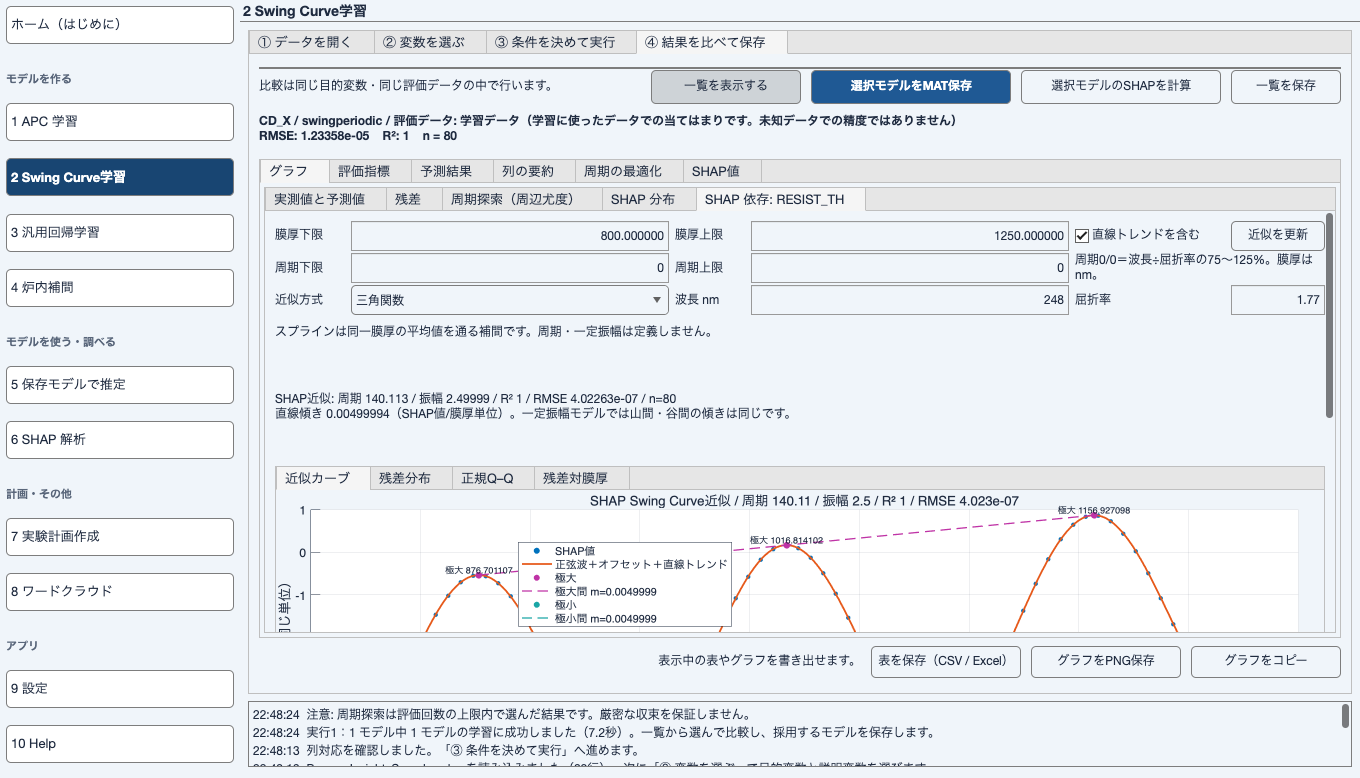 ホーム（はじめに）
モデルを作る
1 APC 学習
2 Swing Curve学習
3 汎用回帰学習
4 炉内補間
モデルを使う・調べる
5 保存モデルで推定
6 SHAP 解析
計画・その他
7 実験計画作成
8 ワードクラウド
アプリ
9 設定
10 Help
2 Swing Curve学習
① データを開く ② 変数を選ぶ ③ 条件を決めて実行 ④ 結果を比べて保存
比較は同じ目的変数・同じ評価データの中で行います。 一覧を表示する 選択モデルをMAT保存 選択モデルのSHAPを計算 一覧を保存
CD_X / swingperiodic / 評価データ: 学習データ（学習に使ったデータでの当てはまりです。未知データでの精度ではありません）
RMSE: 1.23358e-05 R²: 1 n = 80
グラフ 評価指標 予測結果 列の要約 周期の最適化 SHAP値
実測値と予測値 残差 周期探索（周辺尤度） SHAP 分布 SHAP 依存: RESIST_TH
膜厚下限 800.000000 膜厚上限 1250.000000 直線トレンドを含む 近似を更新
周期下限 0 周期上限 0 周期0/0＝波長÷屈折率の75〜125%。膜厚は
nm。
近似方式 三角関数 波長 nm 248 屈折率 1.77
スプラインは同一膜厚の平均値を通る補間です。周期・一定振幅は定義しません。
SHAP近似: 周期 140.113 / 振幅 2.49999 / R² 1 / RMSE 4.02263e-07 / n=80
直線傾き 0.00499994（SHAP値/膜厚単位）。一定振幅モデルでは山間・谷間の傾きは同じです。
近似カーブ 残差分布 正規Q–Q 残差対膜厚
SHAP Swing Curve近似 / 周期 140.11 / 振幅 2.5 / R² 1 / RMSE 4.023e-07
1
0
-1
同じ単位）
極大 876.701107
極大 1016.814102
極大 1156.927098
SHAP値
正弦波＋オフセット＋直線トレンド
極大
極大間 m=0.0049999
極小
極小間 m=0.0049999
表示中の表やグラフを書き出せます。 表を保存（CSV / Excel） グラフをPNG保存 グラフをコピー
22:48:24 注意: 周期探索は評価回数の上限内で選んだ結果です。厳密な収束を保証しません。
22:48:24 実行1：1 モデル中 1 モデルの学習に成功しました（7.2秒）。一覧から選んで比較し、採用するモデルを保存します。
22:48:13 列対応を確認しました。「③ 条件を決めて実行」へ進めます。